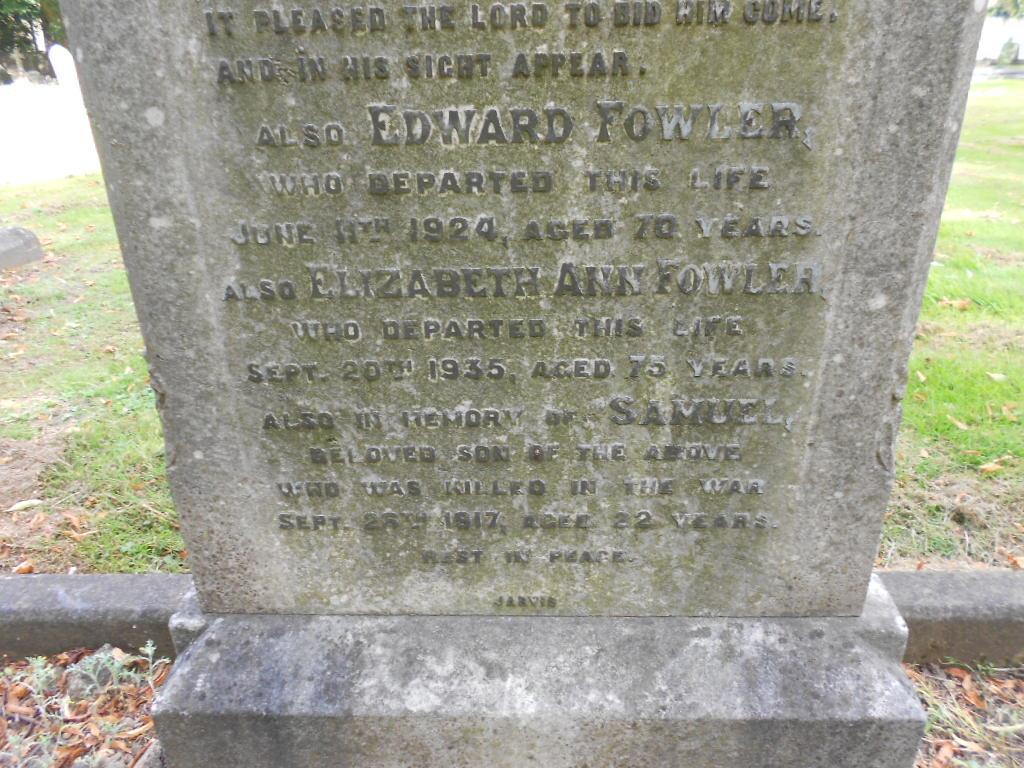 IT PLEASED THE LORD TO BID HIM COME,
AND IN HIS SIGHT APPEAR.
ALSO EDWARD FOWLER,
WHO DEPARTED THIS LIFE
JUNE 11TH 1924, AGED 70 YEARS.
ALSO ELIZABETH ANN FOWLER,
WHO DEPARTED THIS LIFE
SEPT. 20TH 1935, AGED 75 YEARS.
ALSO IN MEMORY OF SAMUEL,
BELOVED SON OF THE ABOVE
WHO WAS KILLED IN THE WAR
SEPT. 26TH 1917, AGED 22 YEARS.
REST IN PEACE.
JARVIS